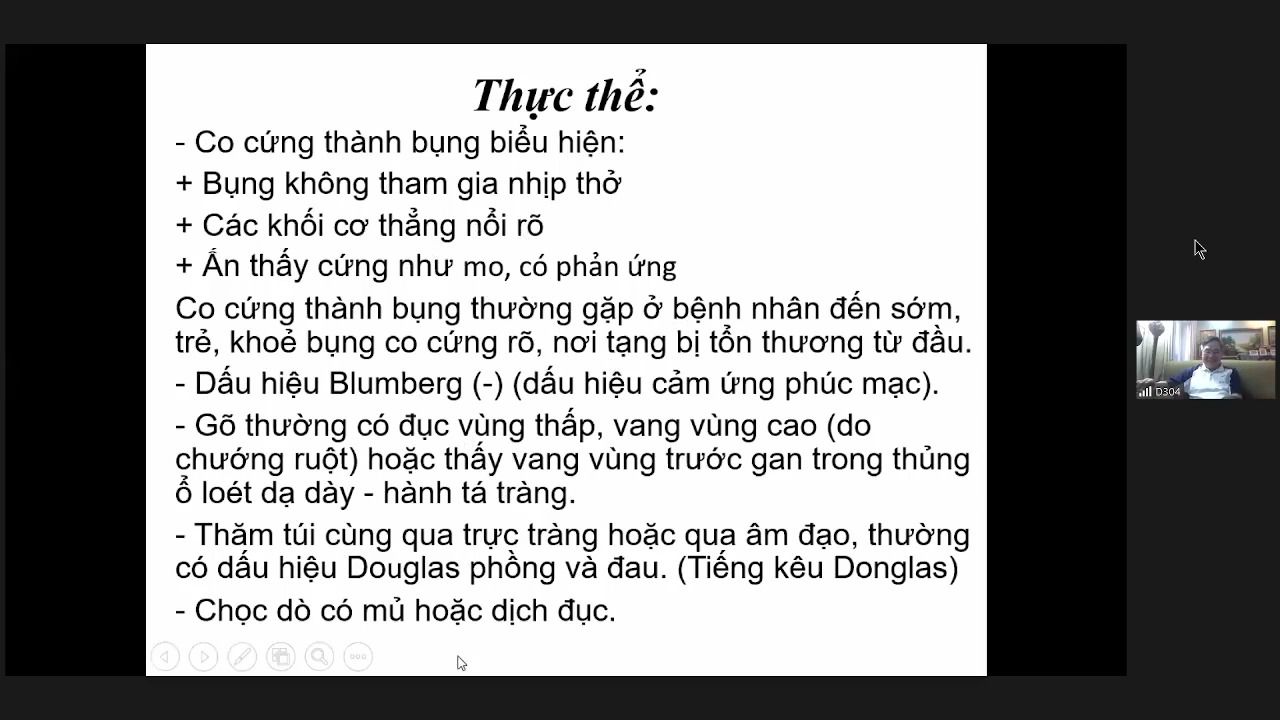 Thực thể:
- Co cứng thành bụng biểu hiện:
+ Bụng không tham gia nhịp thở
+ Các khối cơ thẳng nổi rõ
+ Ấn thấy cứng như mo, có phản ứng
Co cứng thành bụng thường gặp ở bệnh nhân đến sớm,
trẻ, khoẻ bụng co cứng rõ, nơi tạng bị tổn thương từ đầu.
- Dấu hiệu Blumberg (-) (dấu hiệu cảm ứng phúc mạc).
- Gõ thường có đục vùng thấp, vang vùng cao (do
chướng ruột) hoặc thấy vang vùng trước gan trong thủng
ổ loét dạ dày - hành tá tràng.
- Thăm túi cùng qua trực tràng hoặc qua âm đạo, thường
có dấu hiệu Douglas phồng và đau. (Tiếng kêu Donglas)
- Chọc dò có mủ hoặc dịch đục.
D304